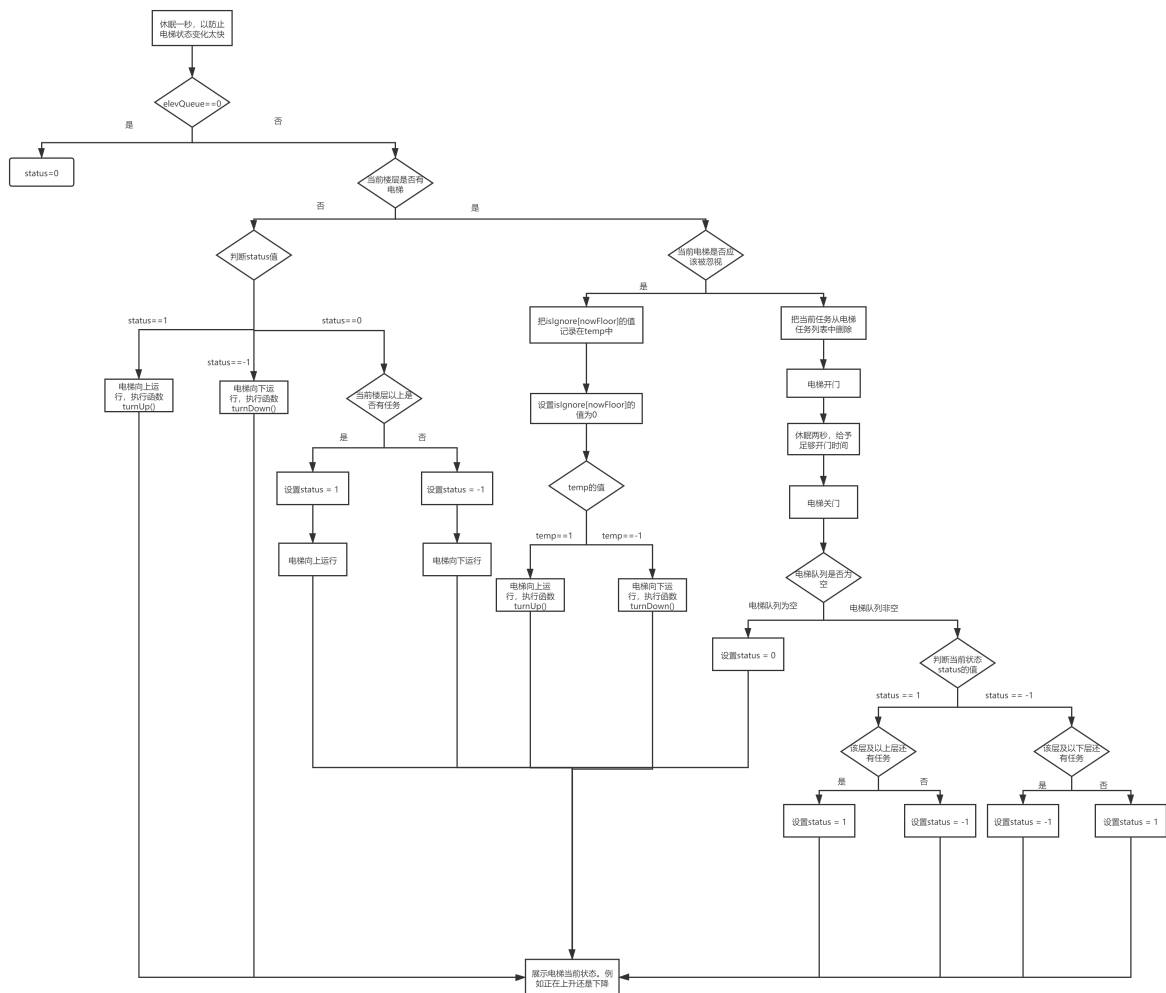 休眠一秒，以防止
电梯状态变化太快
elevQueue==0
是
否
status=0
当前楼层是否有
电梯
否
是
判断status值
当前电梯是否应
该被忽视
是
status==1
status==0
status==-1
把isIgnore[nowFloor]的值
记录在temp中
把当前任务从电梯
任务列表中删除
电梯向上运
行，执行函数
turnUp()
电梯向下运
行，执行函数
turnDown()
当前楼层以上是
否有任务
设置isIgnore[nowFloor]的
值为0
电梯开门
是
否
休眠两秒，给予
足够开门时间
设置status = 1
设置status = -1
temp的值
电梯关门
temp==1
temp==-1
电梯向上运行
电梯向下运行
电梯向上运
行，执行函数
turnUp()
电梯向下运
行，执行函数
turnDown()
电梯队列是否为
空
电梯队列为空
电梯队列非空
设置status = 0
判断当前状态
status的值
status == 1
status == -1
该层及以上层还
有任务
该层及以下层还
有任务
是
否
是
否
设置status = 1
设置status = -1
设置status = -1
设置status = 1
展示电梯当前状态。例
如正在上升还是下降